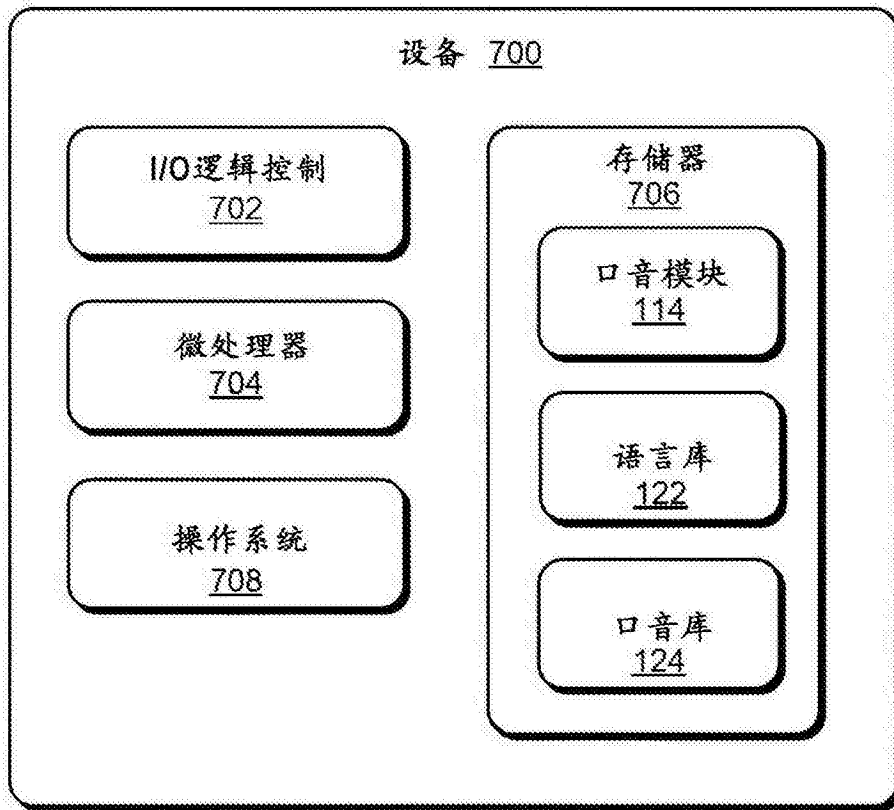 设备 700
I/O逻辑控制
702
微处理器
704
操作系统
708
存储器
706
口音模块
114
语言库
122
口音库
124